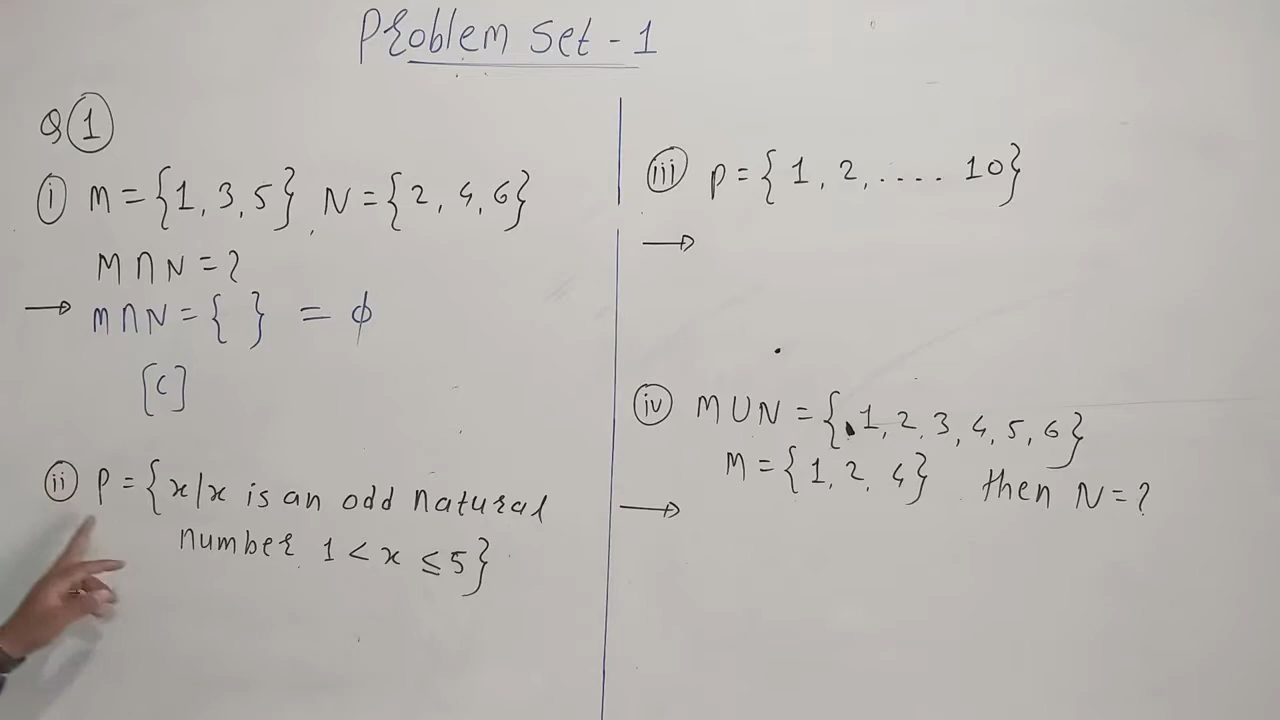 Problem Set - 1
Q 1
i M = {1, 3, 5}, N = {2, 4, 6}
M ∩ N = ?
→ M ∩ N = { } = ϕ
[C]
ii P = {x/x is an odd natural
number 1 < x ≤ 5}
iii P = {1, 2, .... 10}
→
iv M ∪ N = {1, 2, 3, 4, 5, 6}
M = {1, 2, 4} then N = ?
→